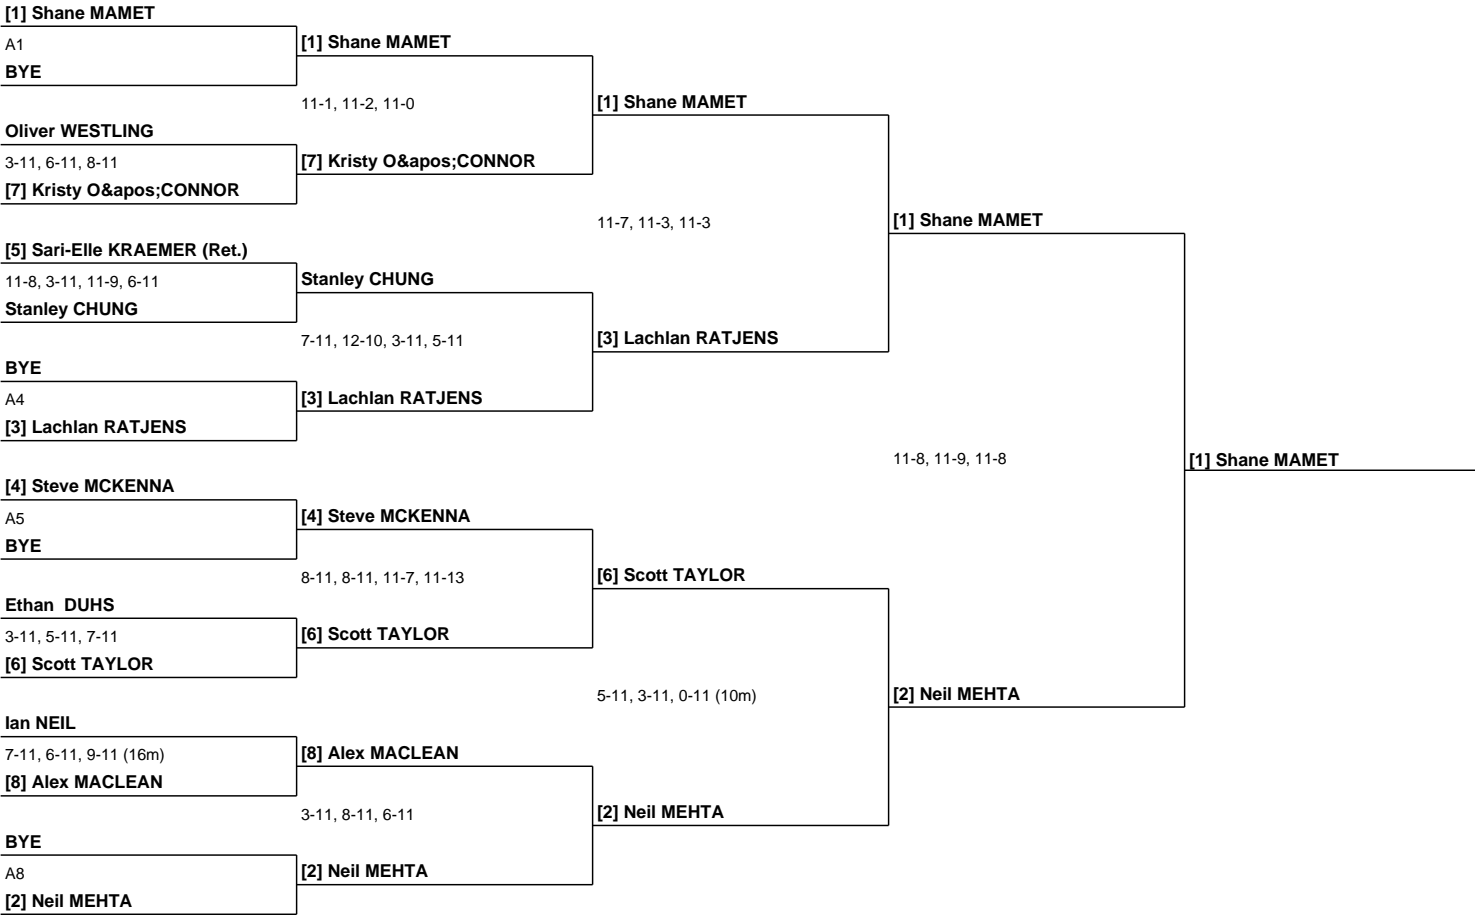 [1] Shane MAMET
A1
BYE
Oliver WESTLING
3-11, 6-11, 8-11
[7] Kristy O&apos;CONNOR
[5] Sari-Elle KRAEMER (Ret.)
11-8, 3-11, 11-9, 6-11
Stanley CHUNG
BYE
A4
[3] Lachlan RATJENS
[4] Steve MCKENNA
A5
BYE
Ethan  DUHS
3-11, 5-11, 7-11
[6] Scott TAYLOR
Ian NEIL
7-11, 6-11, 9-11 (16m)
[8] Alex MACLEAN
BYE
A8
[2] Neil MEHTA
[1] Shane MAMET
11-1, 11-2, 11-0
[7] Kristy O&apos;CONNOR
Stanley CHUNG
7-11, 12-10, 3-11, 5-11
[3] Lachlan RATJENS
[4] Steve MCKENNA
8-11, 8-11, 11-7, 11-13
[6] Scott TAYLOR
[8] Alex MACLEAN
3-11, 8-11, 6-11
[2] Neil MEHTA
[1] Shane MAMET
11-7, 11-3, 11-3
[3] Lachlan RATJENS
[6] Scott TAYLOR
5-11, 3-11, 0-11 (10m)
[2] Neil MEHTA
[1] Shane MAMET
11-8, 11-9, 11-8
[2] Neil MEHTA
[1] Shane MAMET